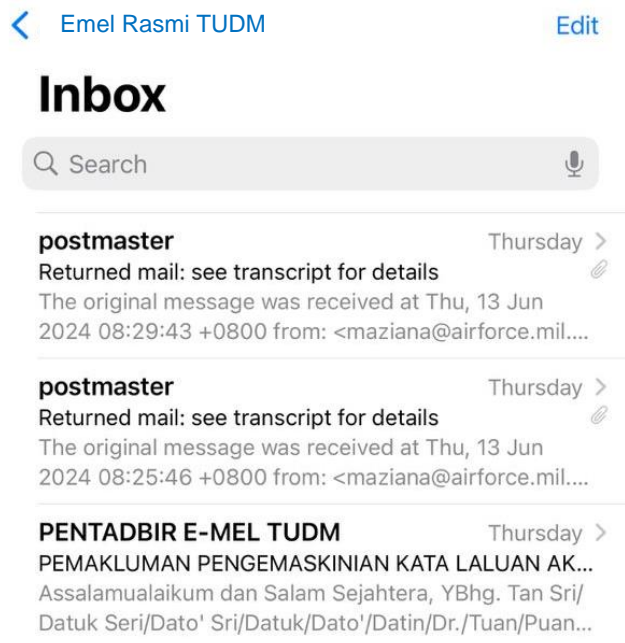 Emel Rasmi TUDM
Edit
Inbox
Search
postmaster
Thursday
Returned mail: see transcript for details
The original message was received at Thu, 13 Jun
2024 08:29:43 +0800 from: <maziana@airforce.mil....
postmaster
Thursday
Returned mail: see transcript for details
The original message was received at Thu, 13 Jun
2024 08:25:46 +0800 from: <maziana@airforce.mil....
PENTADBIR E-MEL TUDM
Thursday
PEMAKLUMAN PENGEMASKINIAN KATA LALUAN AK...
Assalamualaikum dan Salam Sejahtera, YBhg. Tan Sri/
Datuk Seri/Dato' Sri/Datuk/Dato'/Datin/Dr./Tuan/Puan...